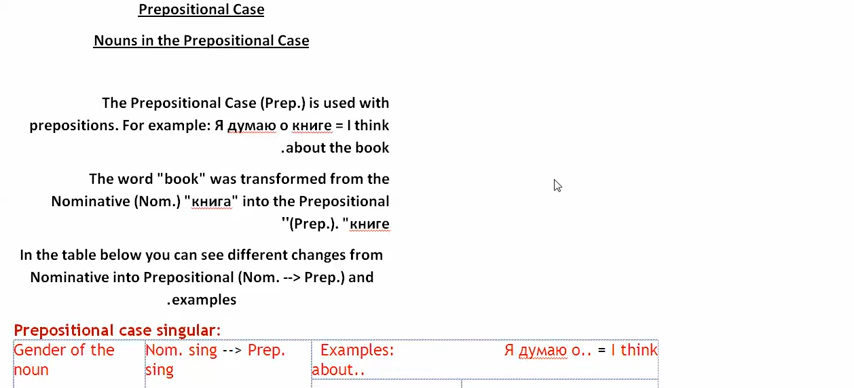 Prepositional Case
Nouns in the Prepositional Case
The Prepositional Case (Prep.) is used with
prepositions. For example: Я думаю о книге = I think
.about the book
The word "book" was transformed from the
Nominative (Nom.) "книга" into the Prepositional
"(Prep.). "книге
In the table below you can see different changes from
Nominative into Prepositional (Nom. --> Prep.) and
.examples
Prepositional case singular:
Gender of the noun
Nom. sing --> Prep. sing
Examples: Я думаю о.. = I think
about..